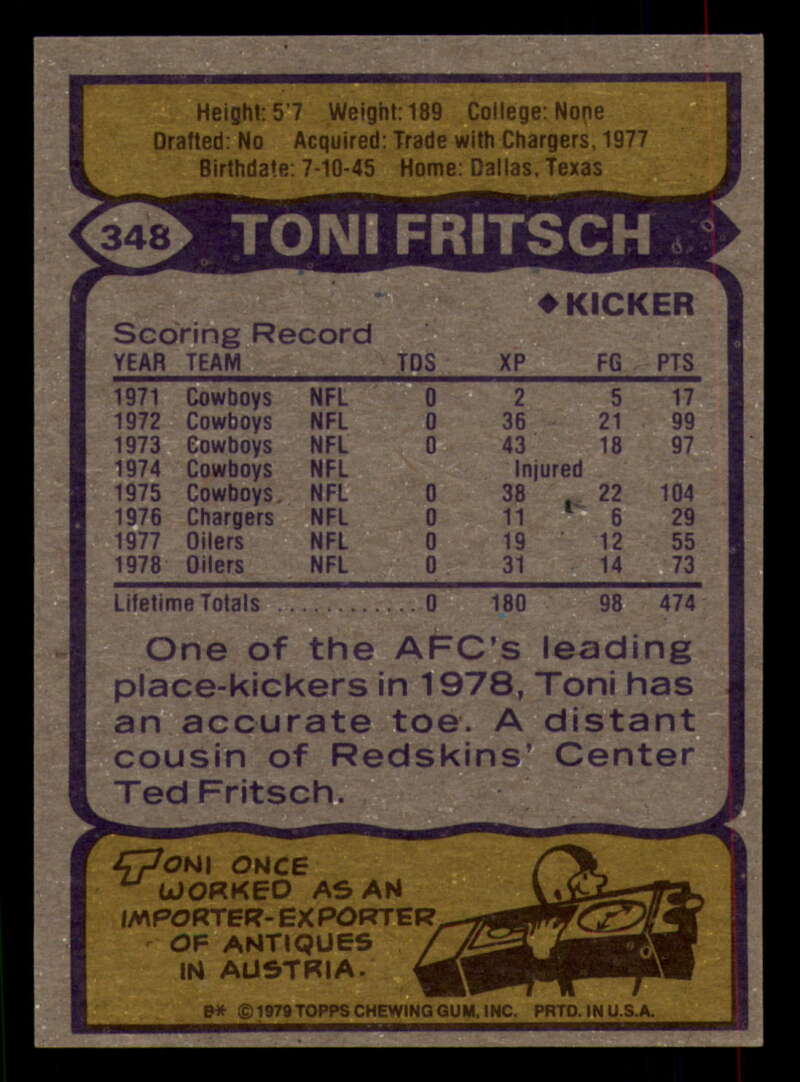 Height: 5'7 Weight: 189 College: None
Drafted: No Acquired: Trade with Chargers, 1977
Birthdate: 7-10-45 Home: Dallas, Texas
348 TONI FRITSCH
♦ KICKER
Scoring Record
YEAR TEAM TDS XP FG PTS
1971 Cowboys NFL 0 2 5 17
1972 Cowboys NFL 0 36 21 99
1973 Cowboys NFL 0 43 18 97
1974 Cowboys NFL Injured
1975 Cowboys NFL 0 38 22 104
1976 Chargers NFL 0 11 6 29
1977 Oilers NFL 0 19 12 55
1978 Oilers NFL 0 31 14 73
Lifetime Totals ............ 0 180 98 474
One of the AFC's leading
place-kickers in 1978, Toni has
an accurate toe. A distant
cousin of Redskins' Center
Ted Fritsch.
TONI ONCE
WORKED AS AN
IMPORTER-EXPORTER
OF ANTIQUES
IN AUSTRIA.
B* ©1979 TOPPS CHEWING GUM, INC. PRTD. IN U.S.A.